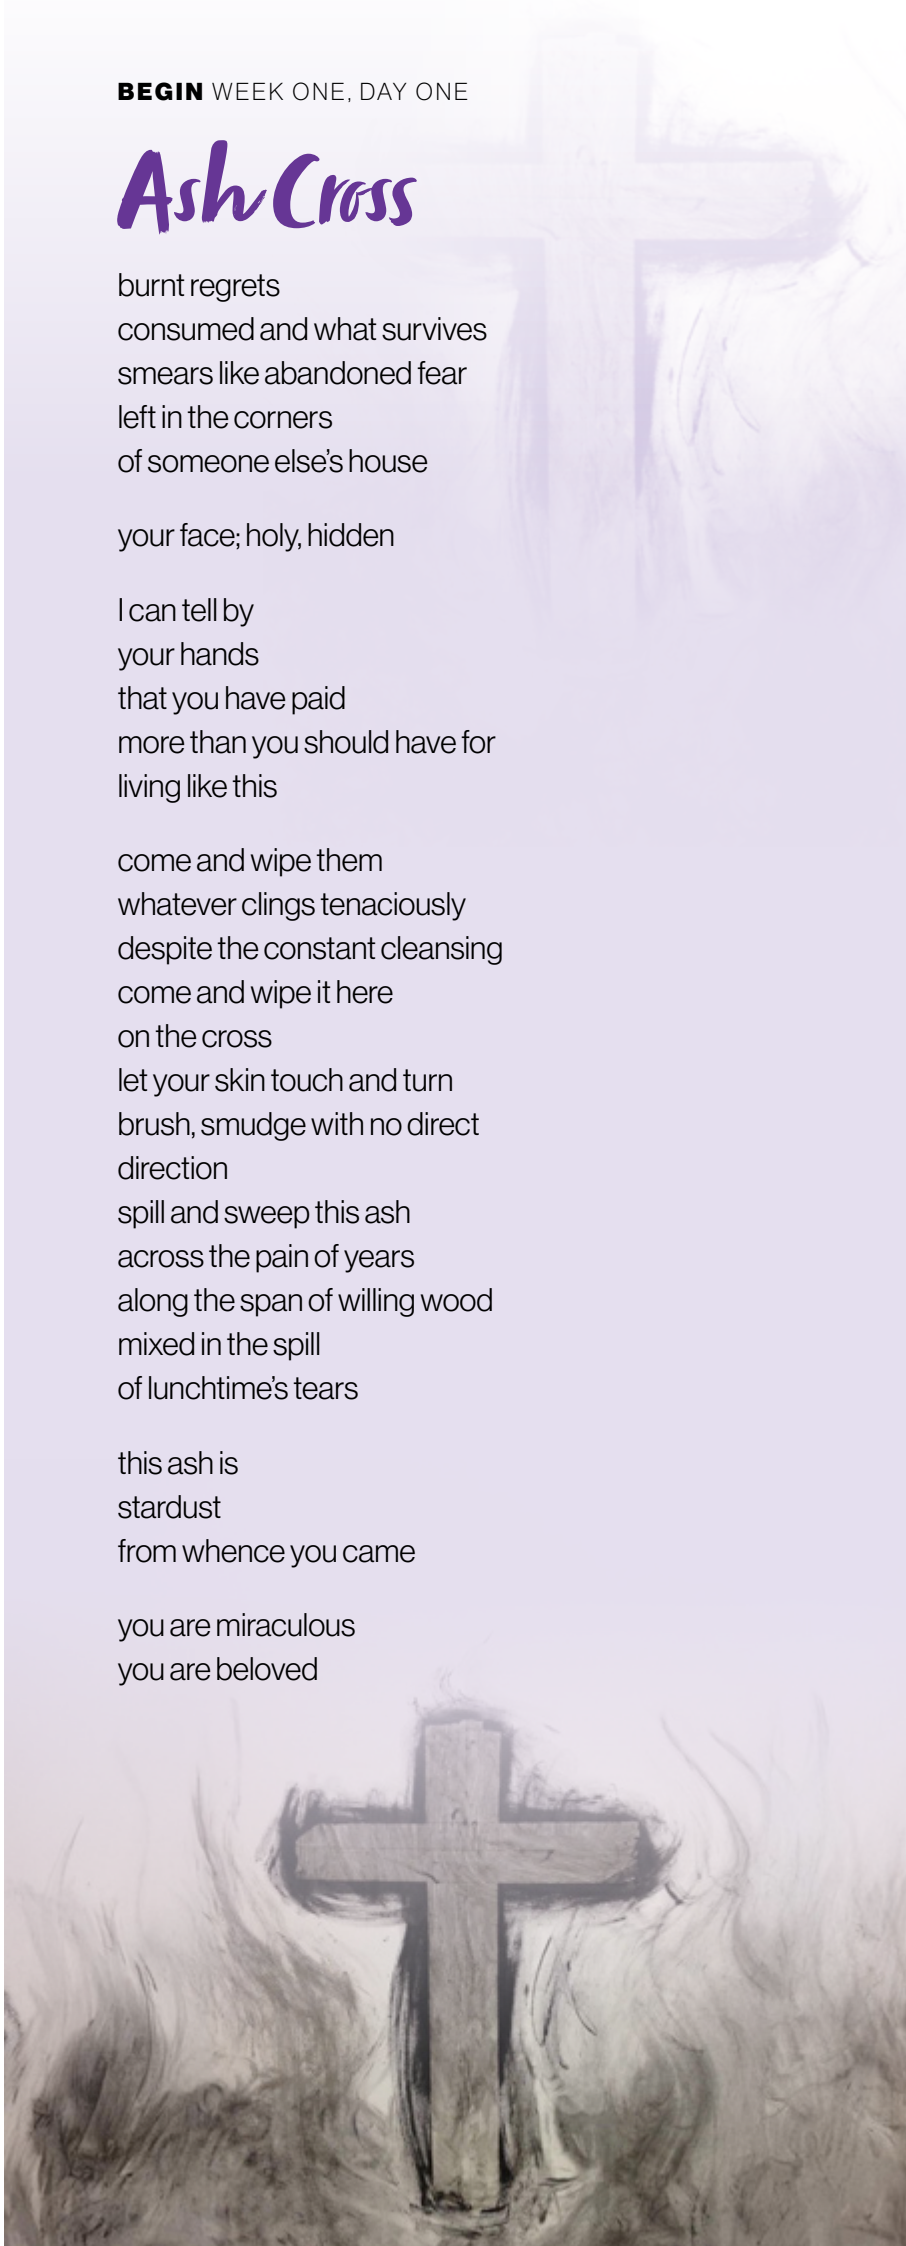 BEGIN WEEK ONE, DAY ONE
Ash Cross
burnt regrets
consumed and what survives
smears like abandoned fear
left in the corners
of someone else’s house
your face; holy, hidden
I can tell by
your hands
that you have paid
more than you should have for
living like this
come and wipe them
whatever clings tenaciously
despite the constant cleansing
come and wipe it here
on the cross
let your skin touch and turn
brush, smudge with no direct
direction
spill and sweep this ash
across the pain of years
along the span of willing wood
mixed in the spill
of lunchtime’s tears
this ash is
stardust
from whence you came
you are miraculous
you are beloved